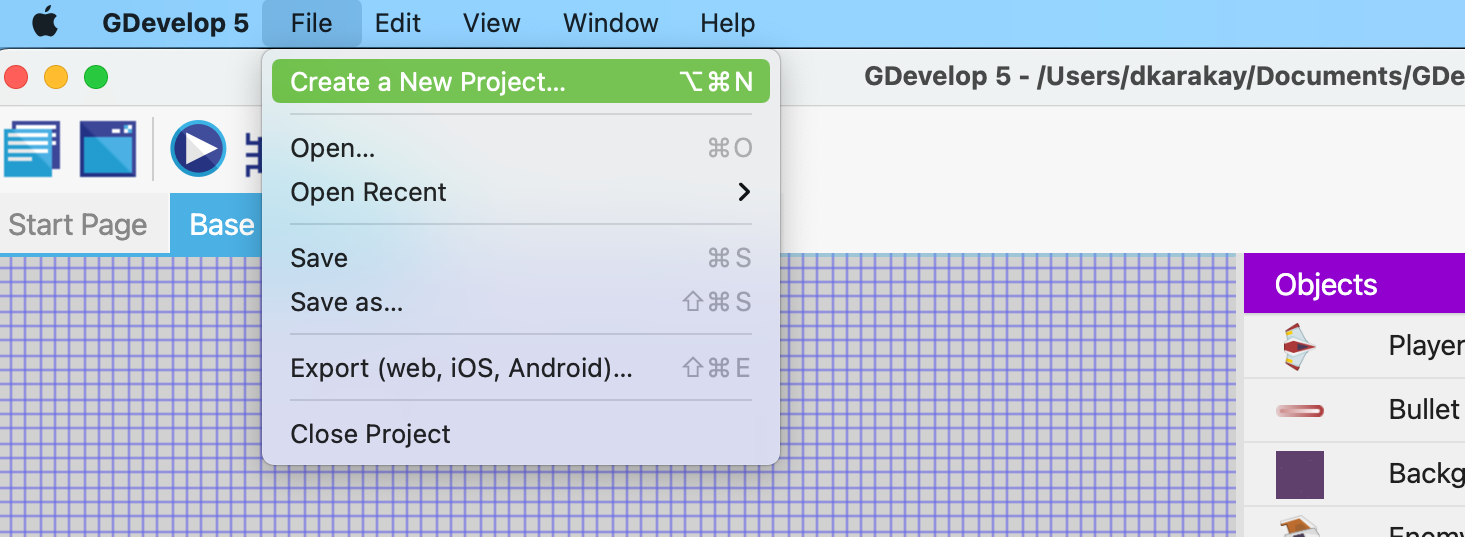 GDevelop 5 File Edit View Window Help
GDevelop 5 - /Users/dkarakay/Documents/GDe
Create a New Project... ⌥⌘N
Open... ⌘O
Open Recent
Save ⌘S
Save as... ⇧⌘S
Export (web, iOS, Android)... ⇧⌘E
Close Project
Start Page
Base
Objects
Player
Bullet
Backg
Enemy